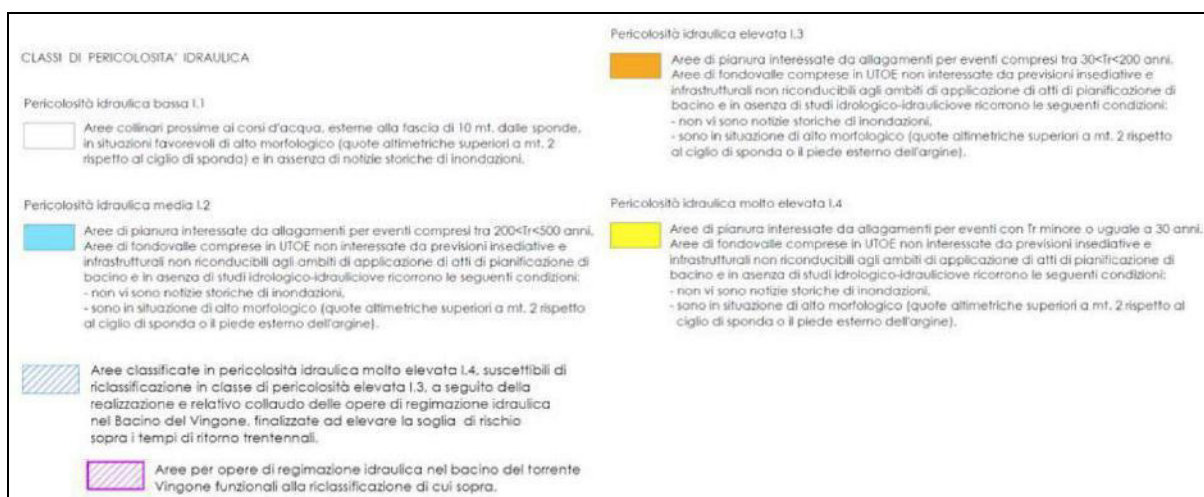 CLASSI DI PERICOLOSITA' IDRAULICA
Pericolosità idraulica bassa I.1
Aree collinari prossime ai corsi d'acqua, esterne alla fascia di 10 mt. dalle sponde,
in situazioni favorevoli di alto morfologico (quote altimetriche superiori a mt. 2
rispetto al ciglio di sponda) e in assenza di notizie storiche di inondazioni.
Pericolosità idraulica media I.2
Aree di pianura interessate da allagamenti per eventi compresi tra 200<Tr<500 anni.
Aree di fondovalle comprese in UTOE non interessate da previsioni insediative e
infrastrutturali non riconducibili agli ambiti di applicazione di atti di pianificazione di
bacino e in asenza di studi idrologico-idrauliciove ricorrono le seguenti condizioni:
- non vi sono notizie storiche di inondazioni,
- sono in situazione di alto morfologico (quote altimetriche superiori a mt. 2 rispetto
al ciglio di sponda o il piede esterno dell'argine).
Aree classificate in pericolosità idraulica molto elevata I.4, suscettibili di
riclassificazione in classe di pericolosità elevata I.3, a seguito della
realizzazione e relativo collaudo delle opere di regimazione idraulica
nel Bacino del Vingone, finalizzate ad elevare la soglia di rischio
sopra i tempi di ritorno trentennali.
Aree per opere di regimazione idraulica nel bacino del torrente
Vingone funzionali alla riclassificazione di cui sopra.
Pericolosità idraulica elevata I.3
Aree di pianura interessate da allagamenti per eventi compresi tra 30<Tr<200 anni.
Aree di fondovalle comprese in UTOE non interessate da previsioni insediative e
infrastrutturali non riconducibili agli ambiti di applicazione di atti di pianificazione di
bacino e in asenza di studi idrologico-idrauliciove ricorrono le seguenti condizioni:
- non vi sono notizie storiche di inondazioni,
- sono in situazione di alto morfologico (quote altimetriche superiori a mt. 2 rispetto
al ciglio di sponda o il piede esterno dell'argine).
Pericolosità idraulica molto elevata I.4
Aree di pianura interessate da allagamenti per eventi con Tr minore o uguale a 30 anni.
Aree di fondovalle comprese in UTOE non interessate da previsioni insediative e
infrastrutturali non riconducibili agli ambiti di applicazione di atti di pianificazione di
bacino e in asenza di studi idrologico-idrauliciove ricorrono le seguenti condizioni:
- non vi sono notizie storiche di inondazioni,
- sono in situazione di alto morfologico (quote altimetriche superiori a mt. 2 rispetto al
ciglio di sponda o il piede esterno dell'argine).